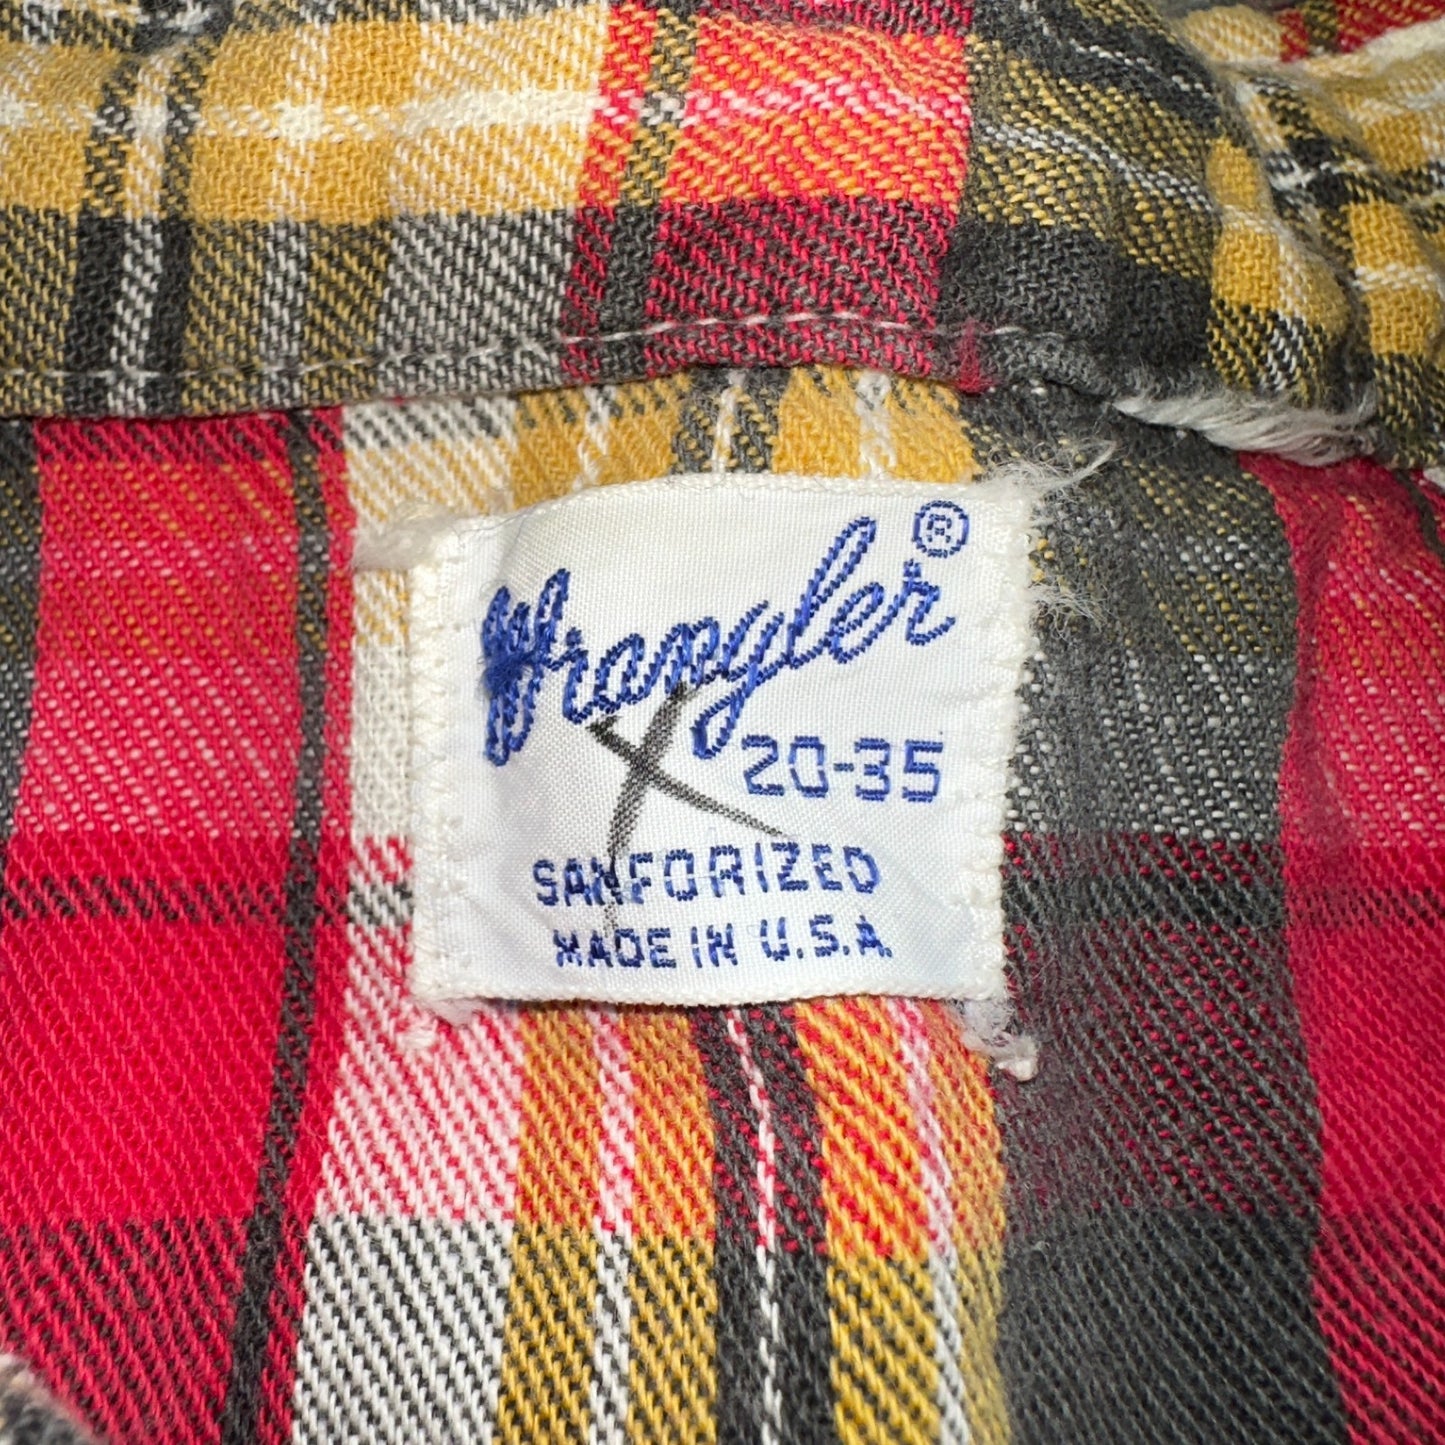 Wrangler®
20-35
SANFORIZED
MADE IN U.S.A